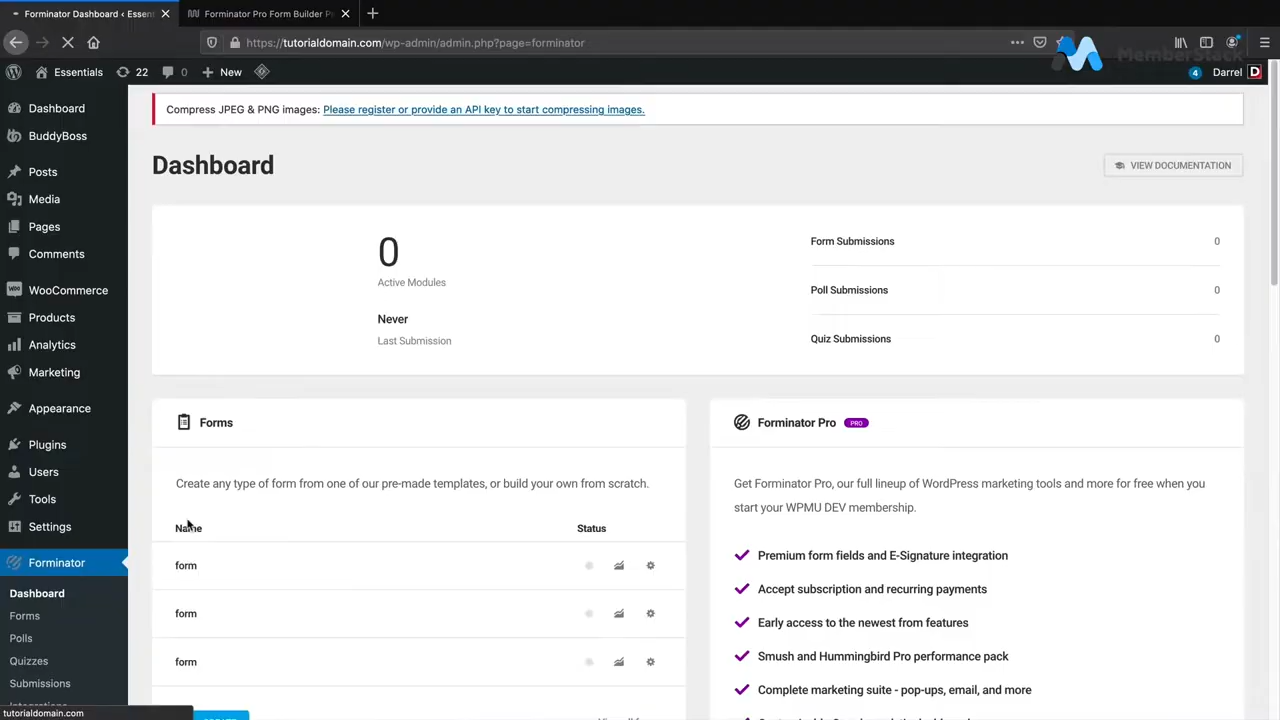 Forminator Dashboard ‹ Essen
Forminator Pro Form Builder P
https://tutorialdomain.com/wp-admin/admin.php?page=forminator
MemberStack
Essentials
22
0
New
4
Darrel
Dashboard
BuddyBoss
Posts
Media
Pages
Comments
WooCommerce
Products
Analytics
Marketing
Appearance
Plugins
Users
Tools
Settings
Forminator
Dashboard
Forms
Polls
Quizzes
Submissions
tutorialdomain.com
Compress JPEG & PNG images: Please register or provide an API key to start compressing images.
Dashboard
VIEW DOCUMENTATION
0
Active Modules
Never
Last Submission
Form Submissions 0
Poll Submissions 0
Quiz Submissions 0
Forms
Create any type of form from one of our pre-made templates, or build your own from scratch.
Name Status
form
form
form
Forminator Pro PRO
Get Forminator Pro, our full lineup of WordPress marketing tools and more for free when you
start your WPMU DEV membership.
Premium form fields and E-Signature integration
Accept subscription and recurring payments
Early access to the newest from features
Smush and Hummingbird Pro performance pack
Complete marketing suite - pop-ups, email, and more